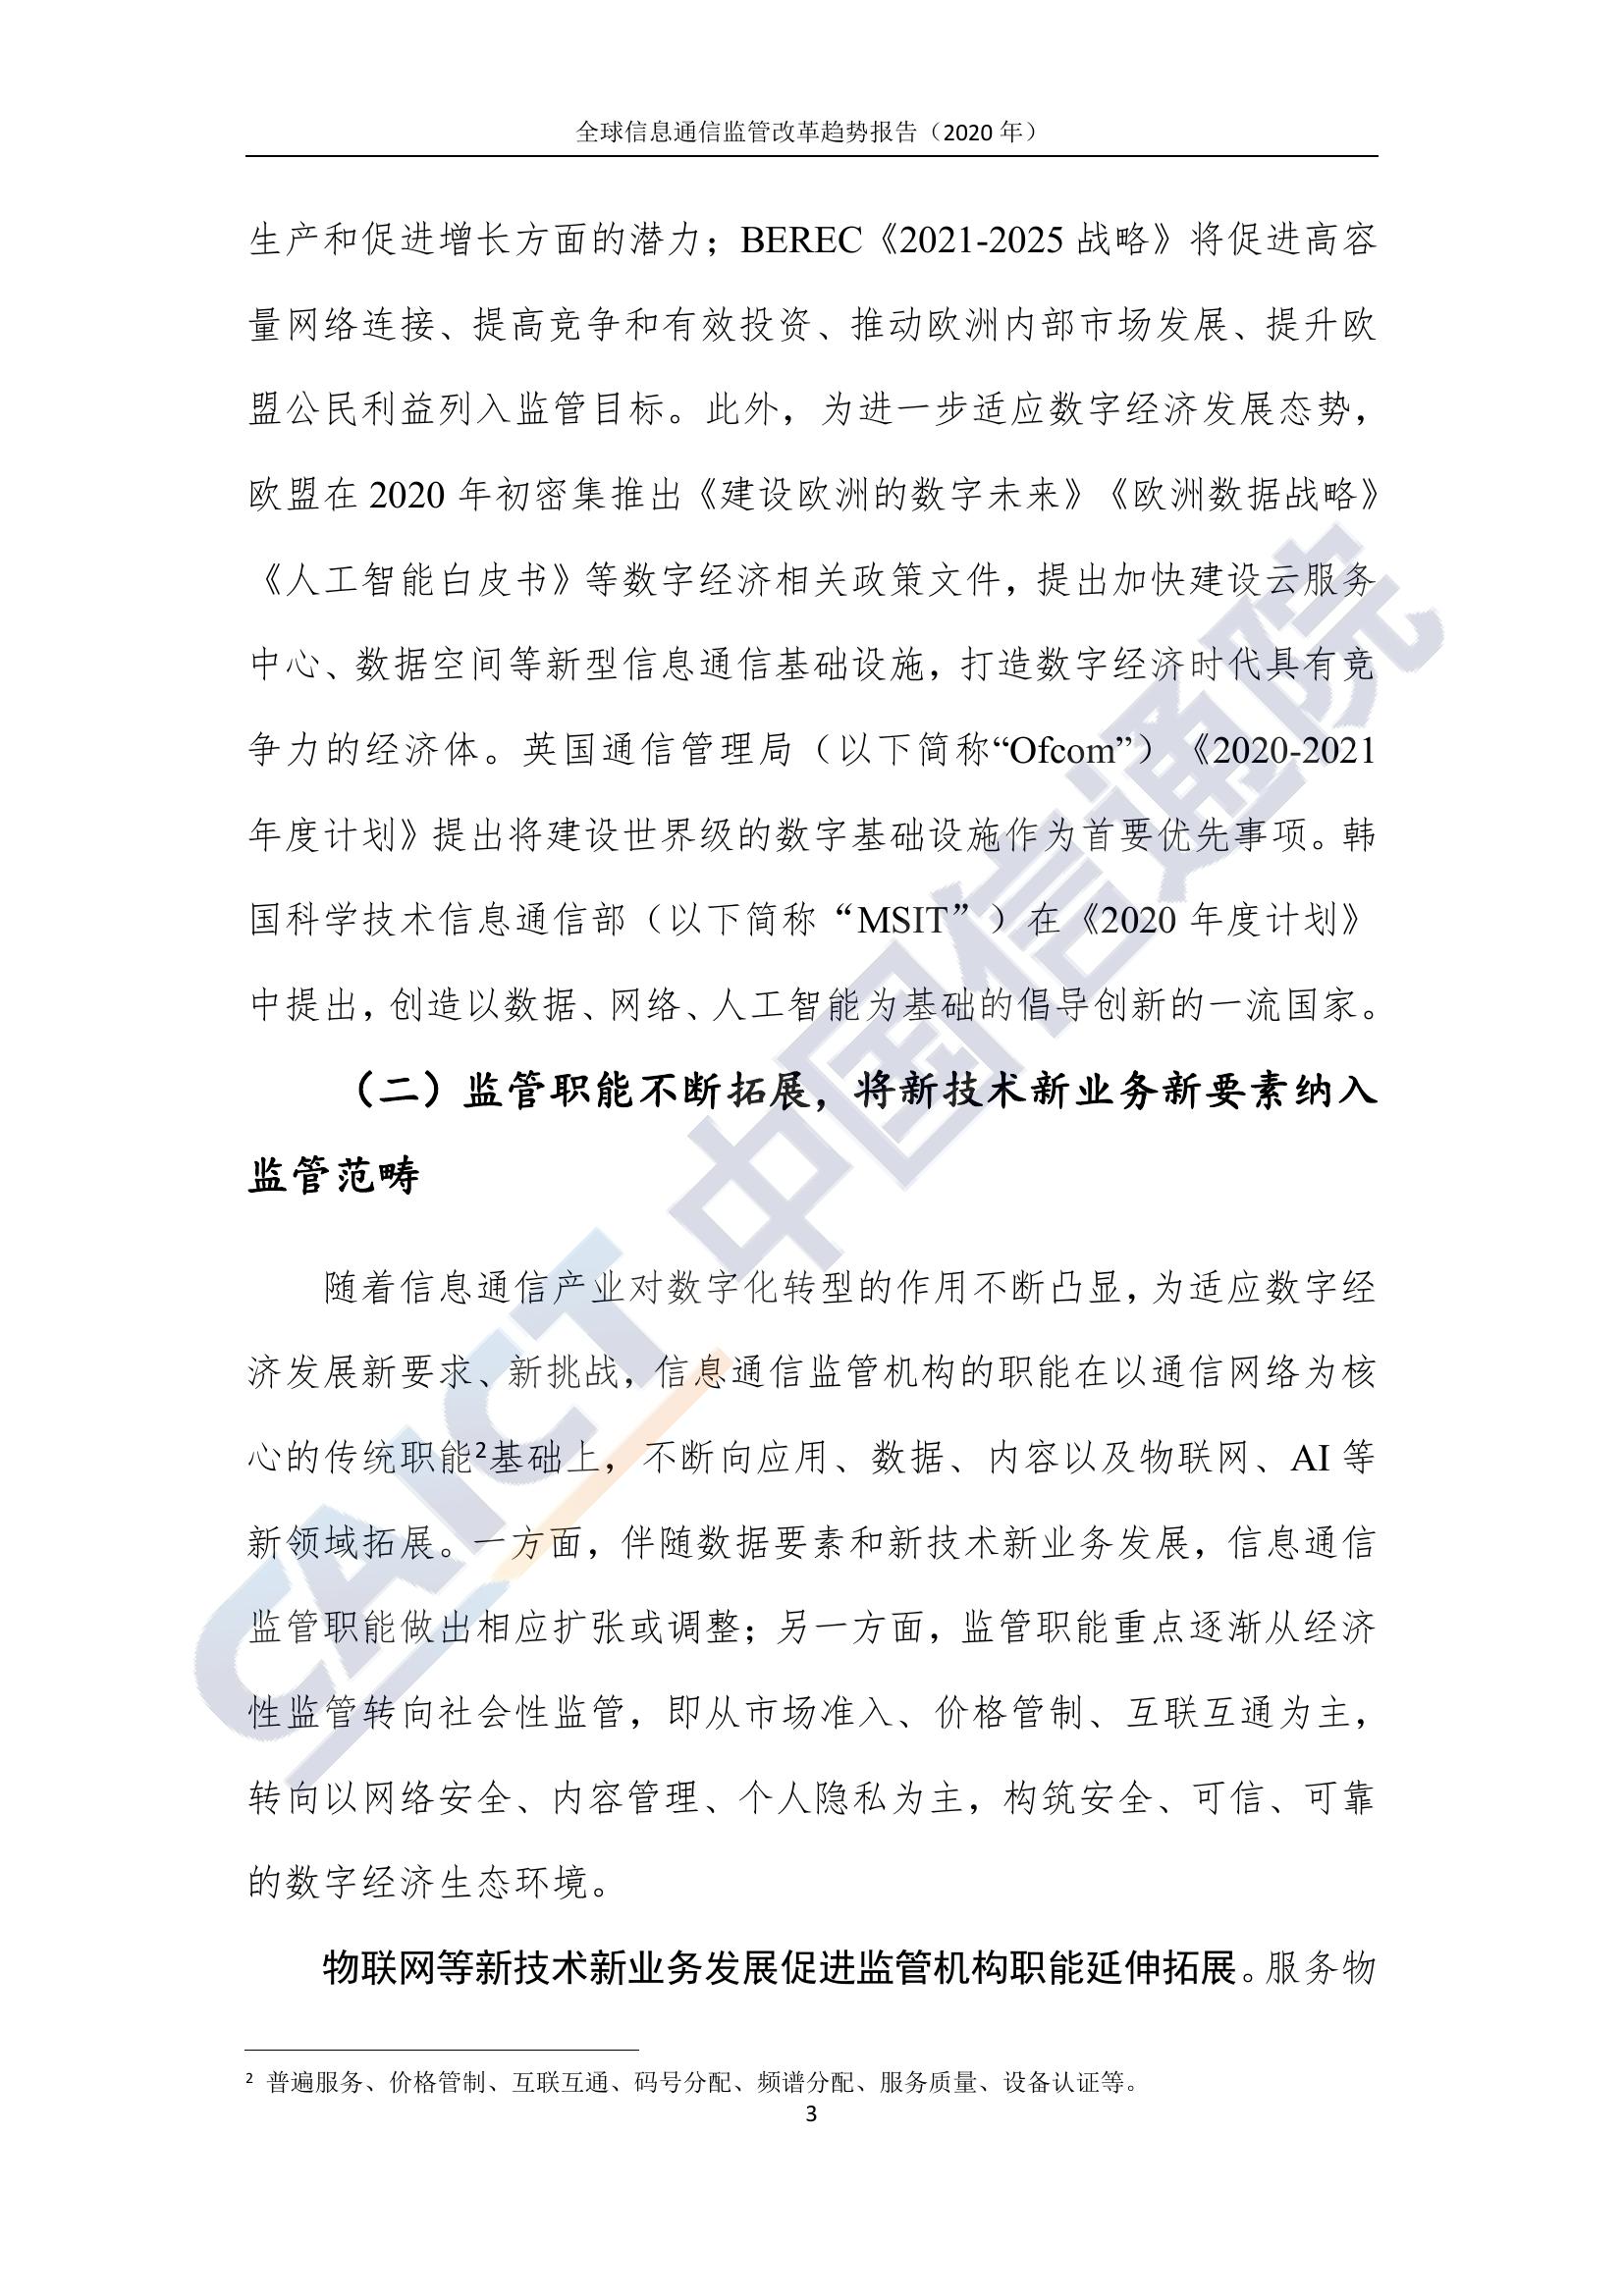 全球信息通信监管改革趋势报告（2020 年）
生产和促进增长方面的潜力；BEREC《2021-2025 战略》将促进高容
量网络连接、提高竞争和有效投资、推动欧洲内部市场发展、提升欧
盟公民利益列入监管目标。此外，为进一步适应数字经济发展态势，
欧盟在 2020 年初密集推出《建设欧洲的数字未来》《欧洲数据战略》
《人工智能白皮书》等数字经济相关政策文件，提出加快建设云服务
中心、数据空间等新型信息通信基础设施，打造数字经济时代具有竞
争力的经济体。英国通信管理局（以下简称“Ofcom”）《2020-2021
年度计划》提出将建设世界级的数字基础设施作为首要优先事项。韩
国科学技术信息通信部（以下简称“MSIT”）在《2020 年度计划》
中提出，创造以数据、网络、人工智能为基础的倡导创新的一流国家。
（二）监管职能不断拓展，将新技术新业务新要素纳入
监管范畴
随着信息通信产业对数字化转型的作用不断凸显，为适应数字经
济发展新要求、新挑战，信息通信监管机构的职能在以通信网络为核
心的传统职能2基础上，不断向应用、数据、内容以及物联网、AI 等
新领域拓展。一方面，伴随数据要素和新技术新业务发展，信息通信
监管职能做出相应扩张或调整；另一方面，监管职能重点逐渐从经济
性监管转向社会性监管，即从市场准入、价格管制、互联互通为主，
转向以网络安全、内容管理、个人隐私为主，构筑安全、可信、可靠
的数字经济生态环境。
物联网等新技术新业务发展促进监管机构职能延伸拓展。服务物
2 普遍服务、价格管制、互联互通、码号分配、频谱分配、服务质量、设备认证等。
3
CAICT 中国信通院